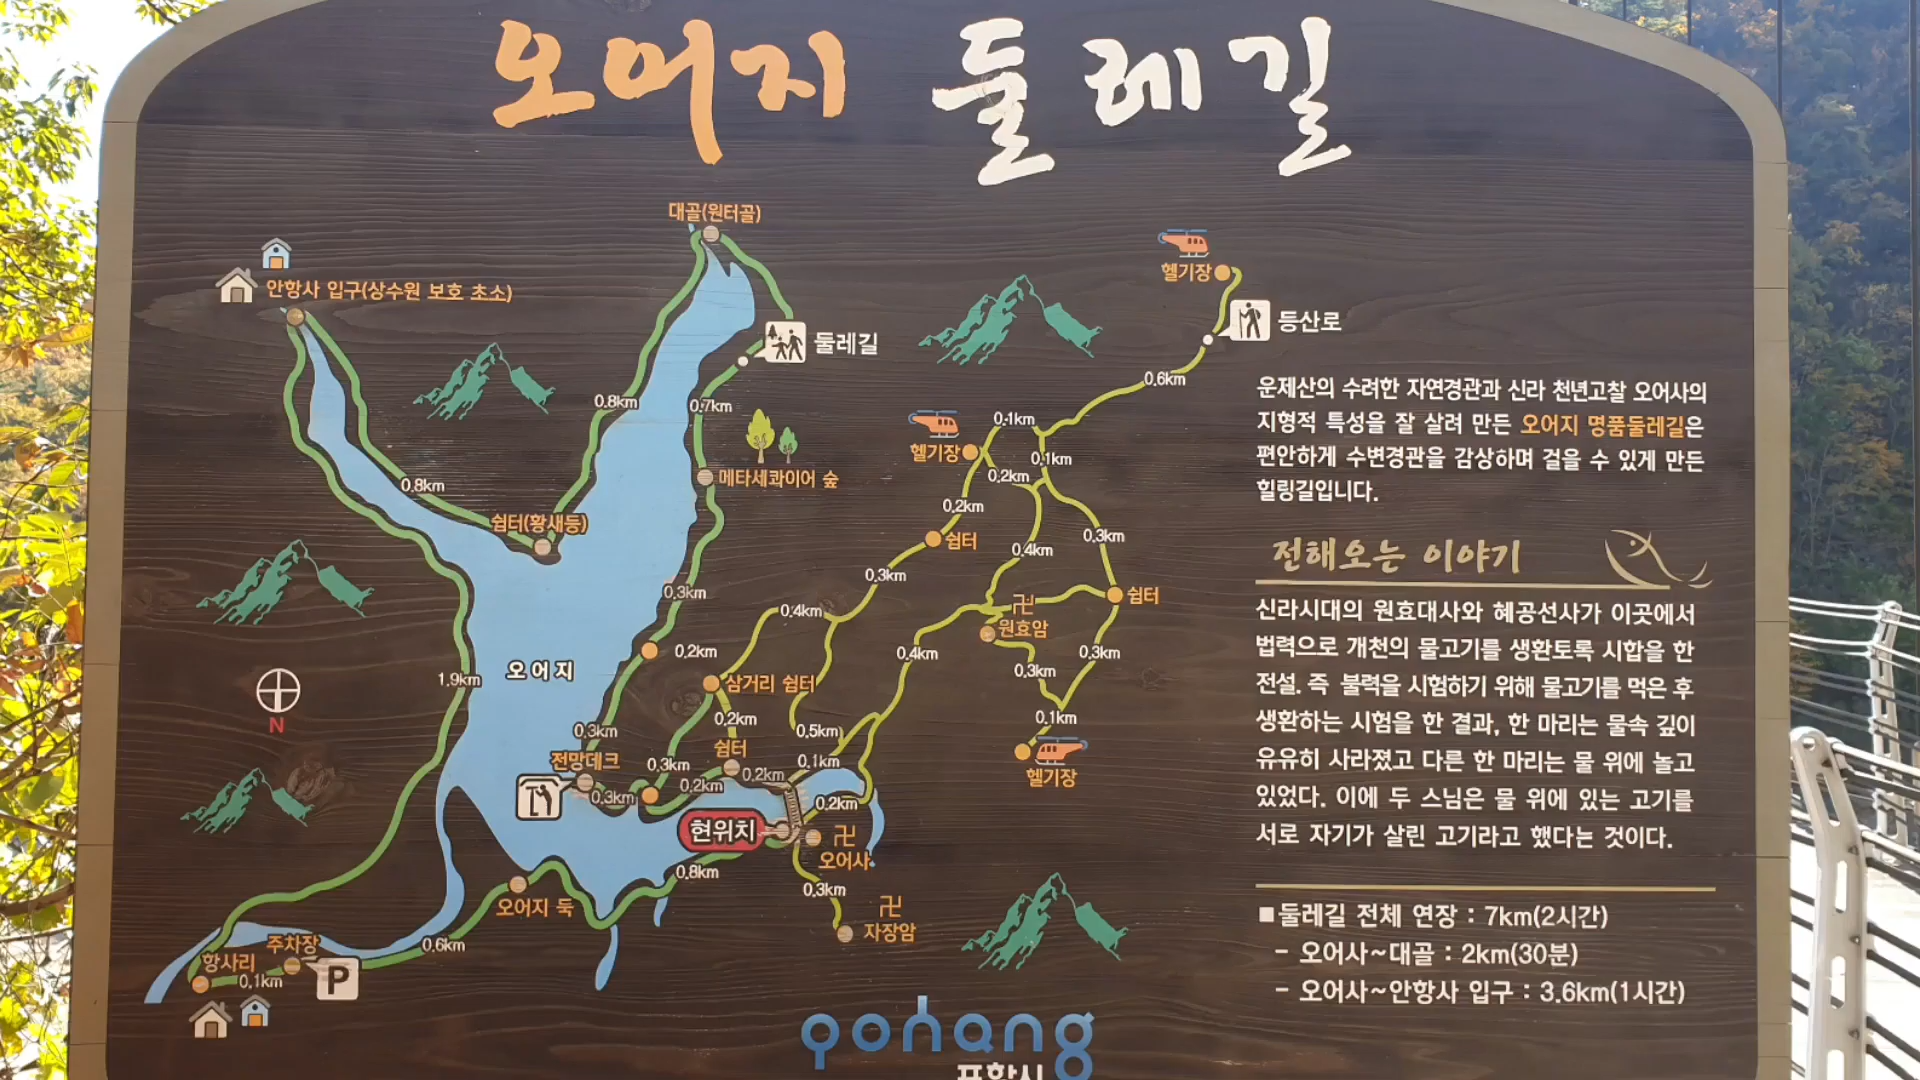 오어지 둘레길
대골(원터골)
안항사 입구(상수원 보호 초소)
헬기장
등산로
둘레길
0.6km
0.8km
0.7km
0.1km
헬기장
0.1km
0.2km
메타세콰이어 숲
0.8km
0.2km
쉼터(황새등)
쉼터
0.3km
0.4km
0.3km
0.3km
쉼터
0.4km
원효암
0.2km
0.4km
0.3km
0.3km
오어지
1.9km
삼거리 쉼터
0.2km
0.1km
0.3km
0.5km
쉼터
전망데크
0.3km
0.1km
헬기장
0.2km
0.2km
0.3km
0.2km
현위치
오어사
0.8km
0.3km
오어지 둑
자장암
주차장
0.6km
항사리
0.1km
P
N
운제산의 수려한 자연경관과 신라 천년고찰 오어사의
지형적 특성을 잘 살려 만든 오어지 명품둘레길은
편안하게 수변경관을 감상하며 걸을 수 있게 만든
힐링길입니다.
전해오는 이야기
신라시대의 원효대사와 혜공선사가 이곳에서
법력으로 개천의 물고기를 생환토록 시합을 한
전설. 즉 불력을 시험하기 위해 물고기를 먹은 후
생환하는 시험을 한 결과, 한 마리는 물속 깊이
유유히 사라졌고 다른 한 마리는 물 위에 놀고
있었다. 이에 두 스님은 물 위에 있는 고기를
서로 자기가 살린 고기라고 했다는 것이다.
■둘레길 전체 연장 : 7km(2시간)
- 오어사~대골 : 2km(30분)
- 오어사~안항사 입구 : 3.6km(1시간)
pohang
포항시